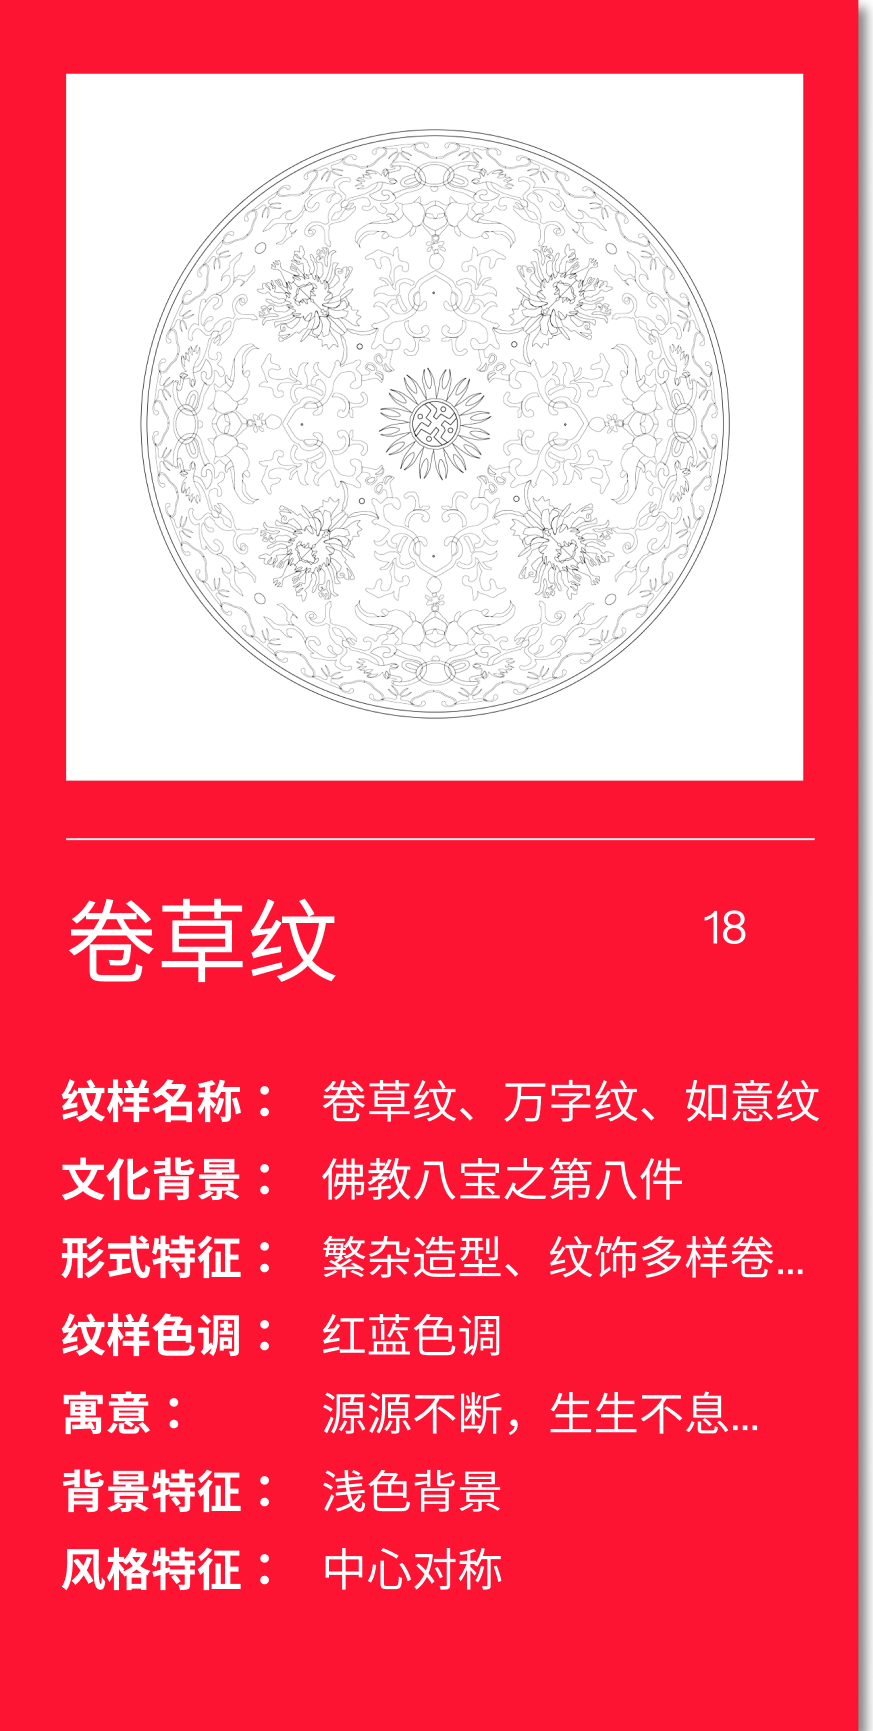 卷草纹
18
纹样名称： 卷草纹、万字纹、如意纹
文化背景： 佛教八宝之第八件
形式特征： 繁杂造型、纹饰多样卷...
纹样色调： 红蓝色调
寓意： 源源不断，生生不息...
背景特征： 浅色背景
风格特征： 中心对称